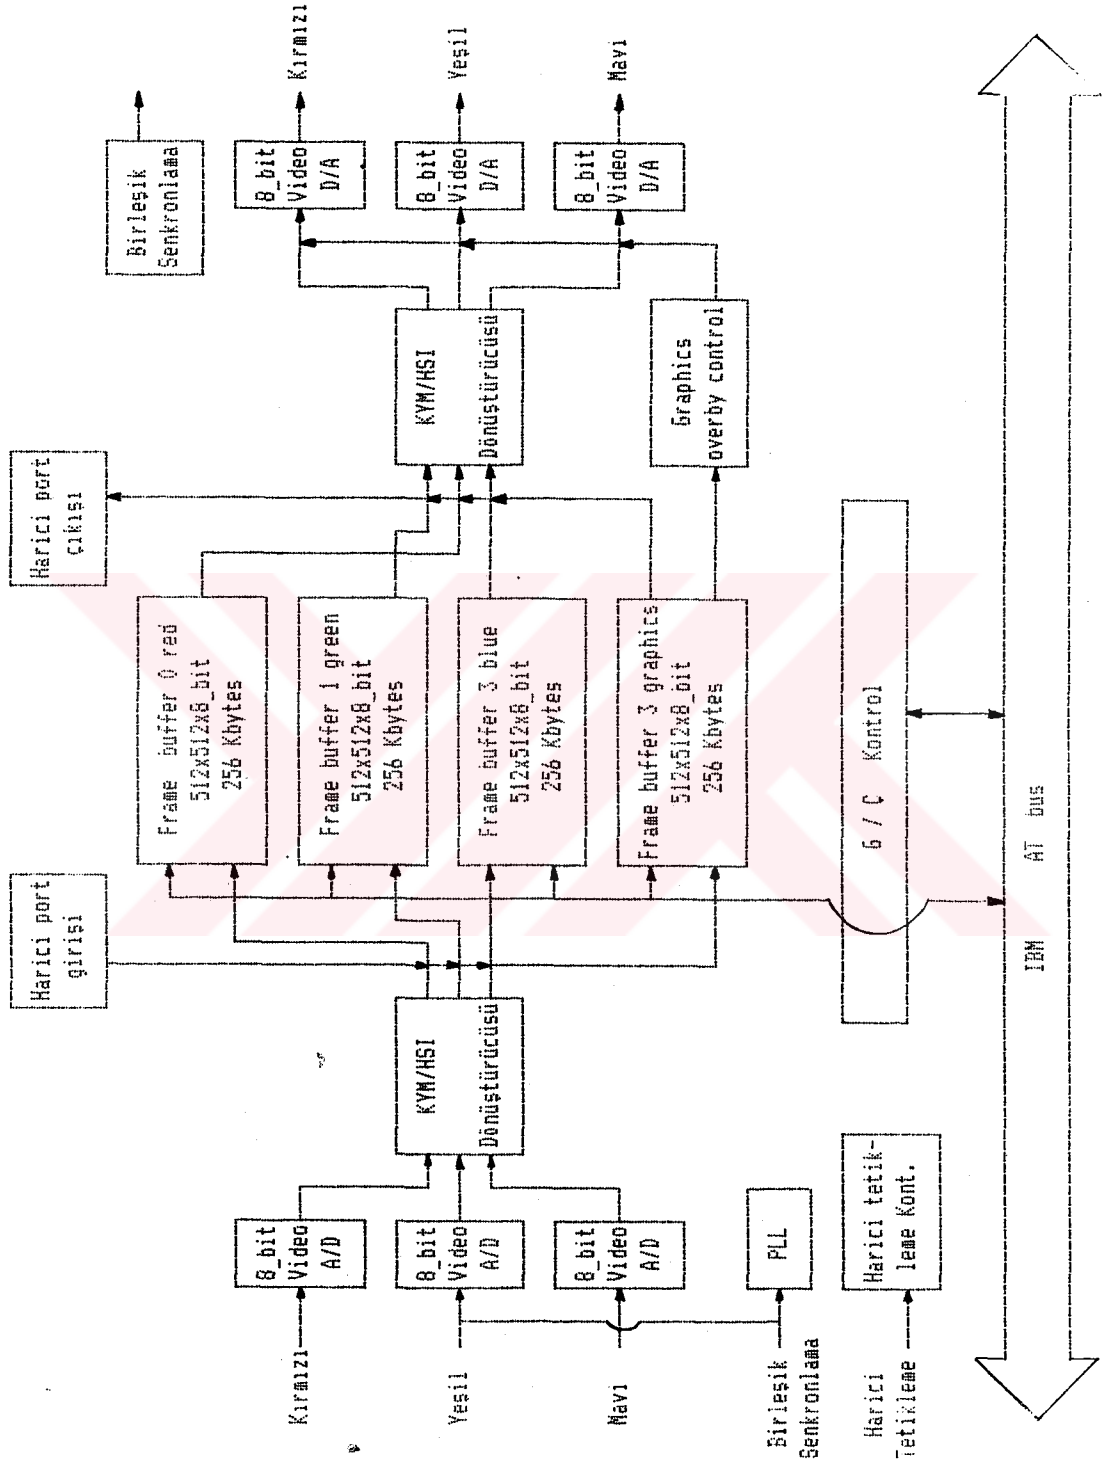 Kırmızı
Yeşil
Mavi
Birleşik
Senkronlama
Harici
Tetikleme
8_bit
Video
A/D
8_bit
Video
A/D
8_bit
Video
A/D
PLL
Harici tetik-
leme Kont.
KYM/HSI
Dönüştürücüsü
Harici port
girişi
Frame buffer 0 red
512x512x8_bit
256 Kbytes
Frame buffer 1 green
512x512x8_bit
256 Kbytes
Frame buffer 3 blue
512x512x8_bit
256 Kbytes
Frame buffer 3 graphics
512x512x8_bit
256 Kbytes
G / Ç Kontrol
Harici port
çıkışı
KYM/HSI
Dönüştürücüsü
Graphics
overby control
Birleşik
Senkronlama
8_bit
Video
D/A
8_bit
Video
D/A
8_bit
Video
D/A
Kırmızı
Yeşil
Mavi
IBM AT bus